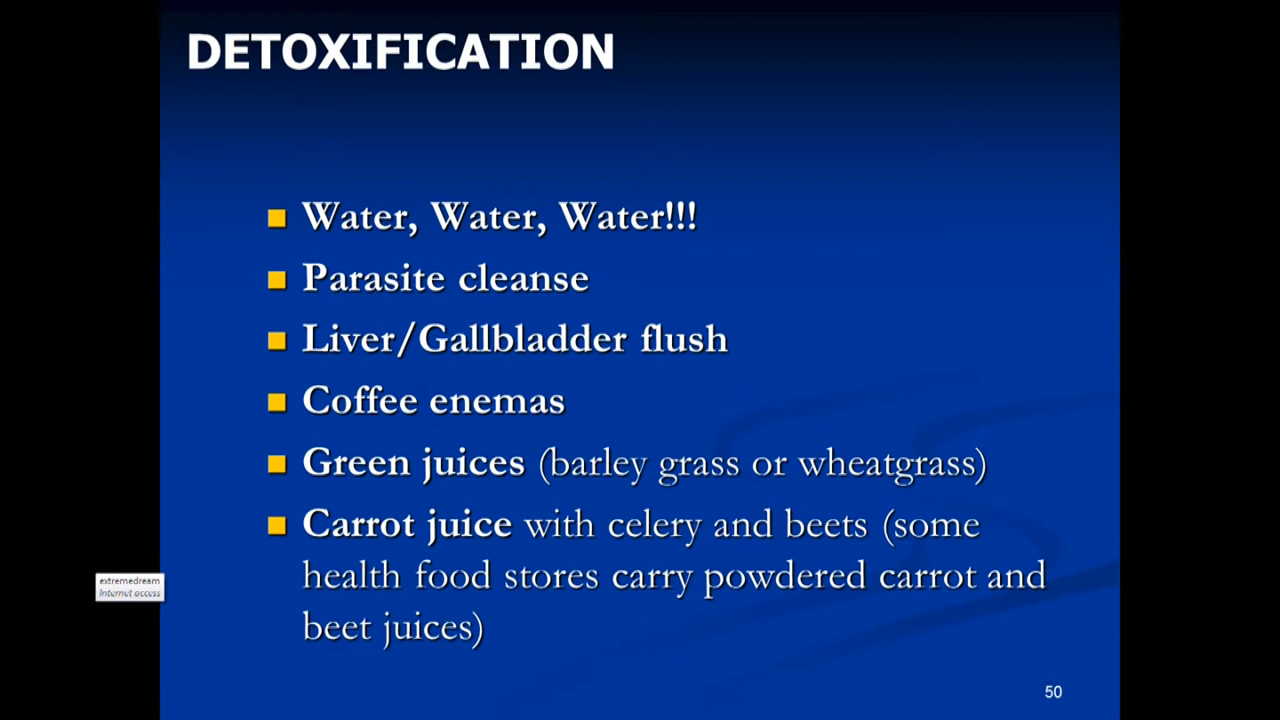 DETOXIFICATION
Water, Water, Water!!!
Parasite cleanse
Liver/Gallbladder flush
Coffee enemas
Green juices (barley grass or wheatgrass)
Carrot juice with celery and beets (some
health food stores carry powdered carrot and
beet juices)
extremedream
Internet access
50